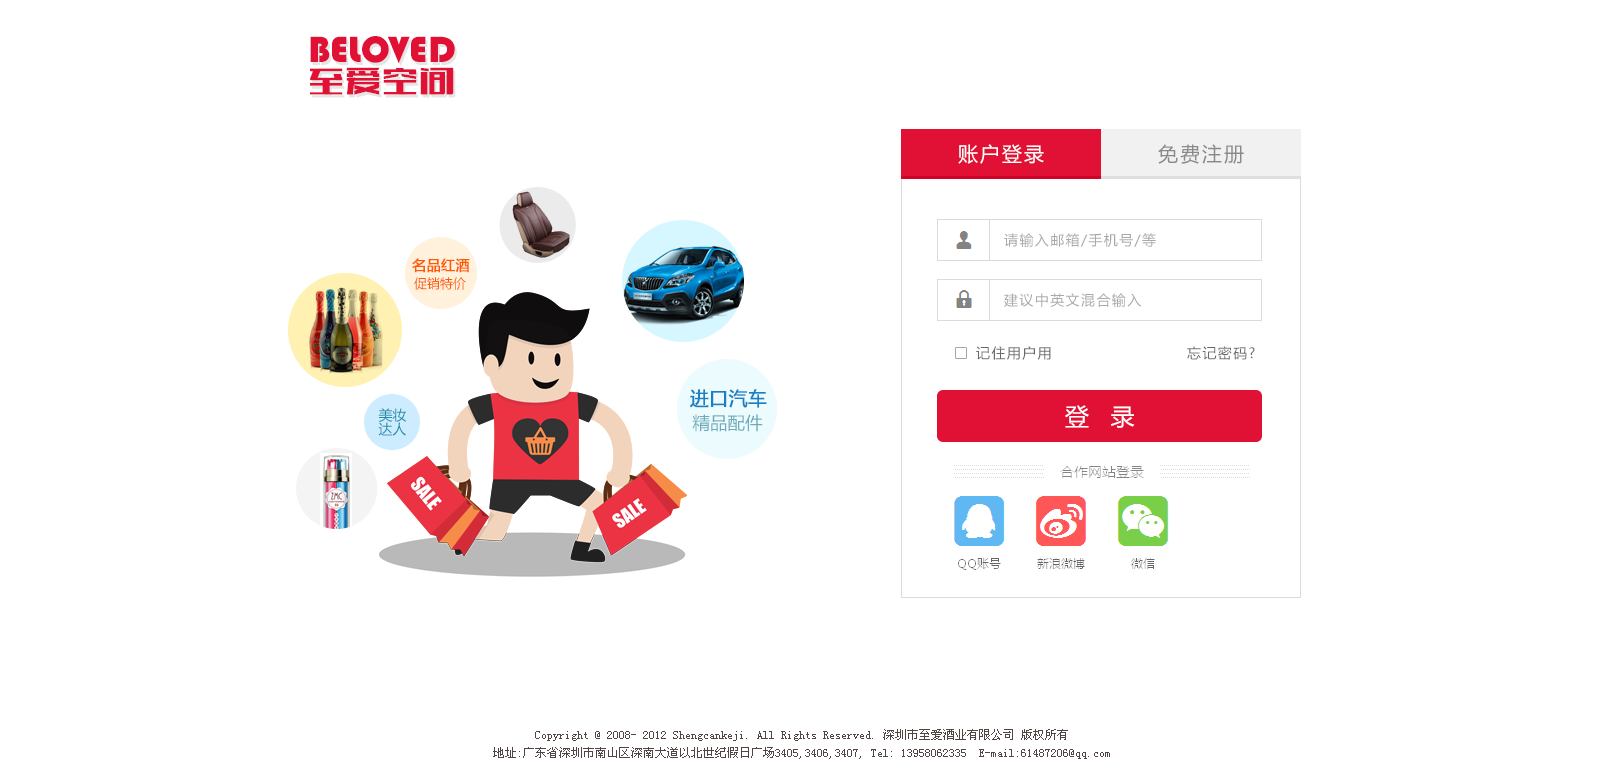 BELOVED
至爱空间
账户登录
免费注册
名品红酒
促销特价
请输入邮箱/手机号/等
建议中英文混合输入
记住用户用
忘记密码?
进口汽车
精品配件
美妆
达人
登 录
合作网站登录
ZMC
SALE
SALE
QQ账号
新浪微博
微信
Copyright @ 2008- 2012 Shengcankeji. All Rights Reserved. 深圳市至爱酒业有限公司 版权所有
地址:广东省深圳市南山区深南大道以北世纪假日广场3405,3406,3407, Tel: 13958062335 E-mail:61487206@qq.com